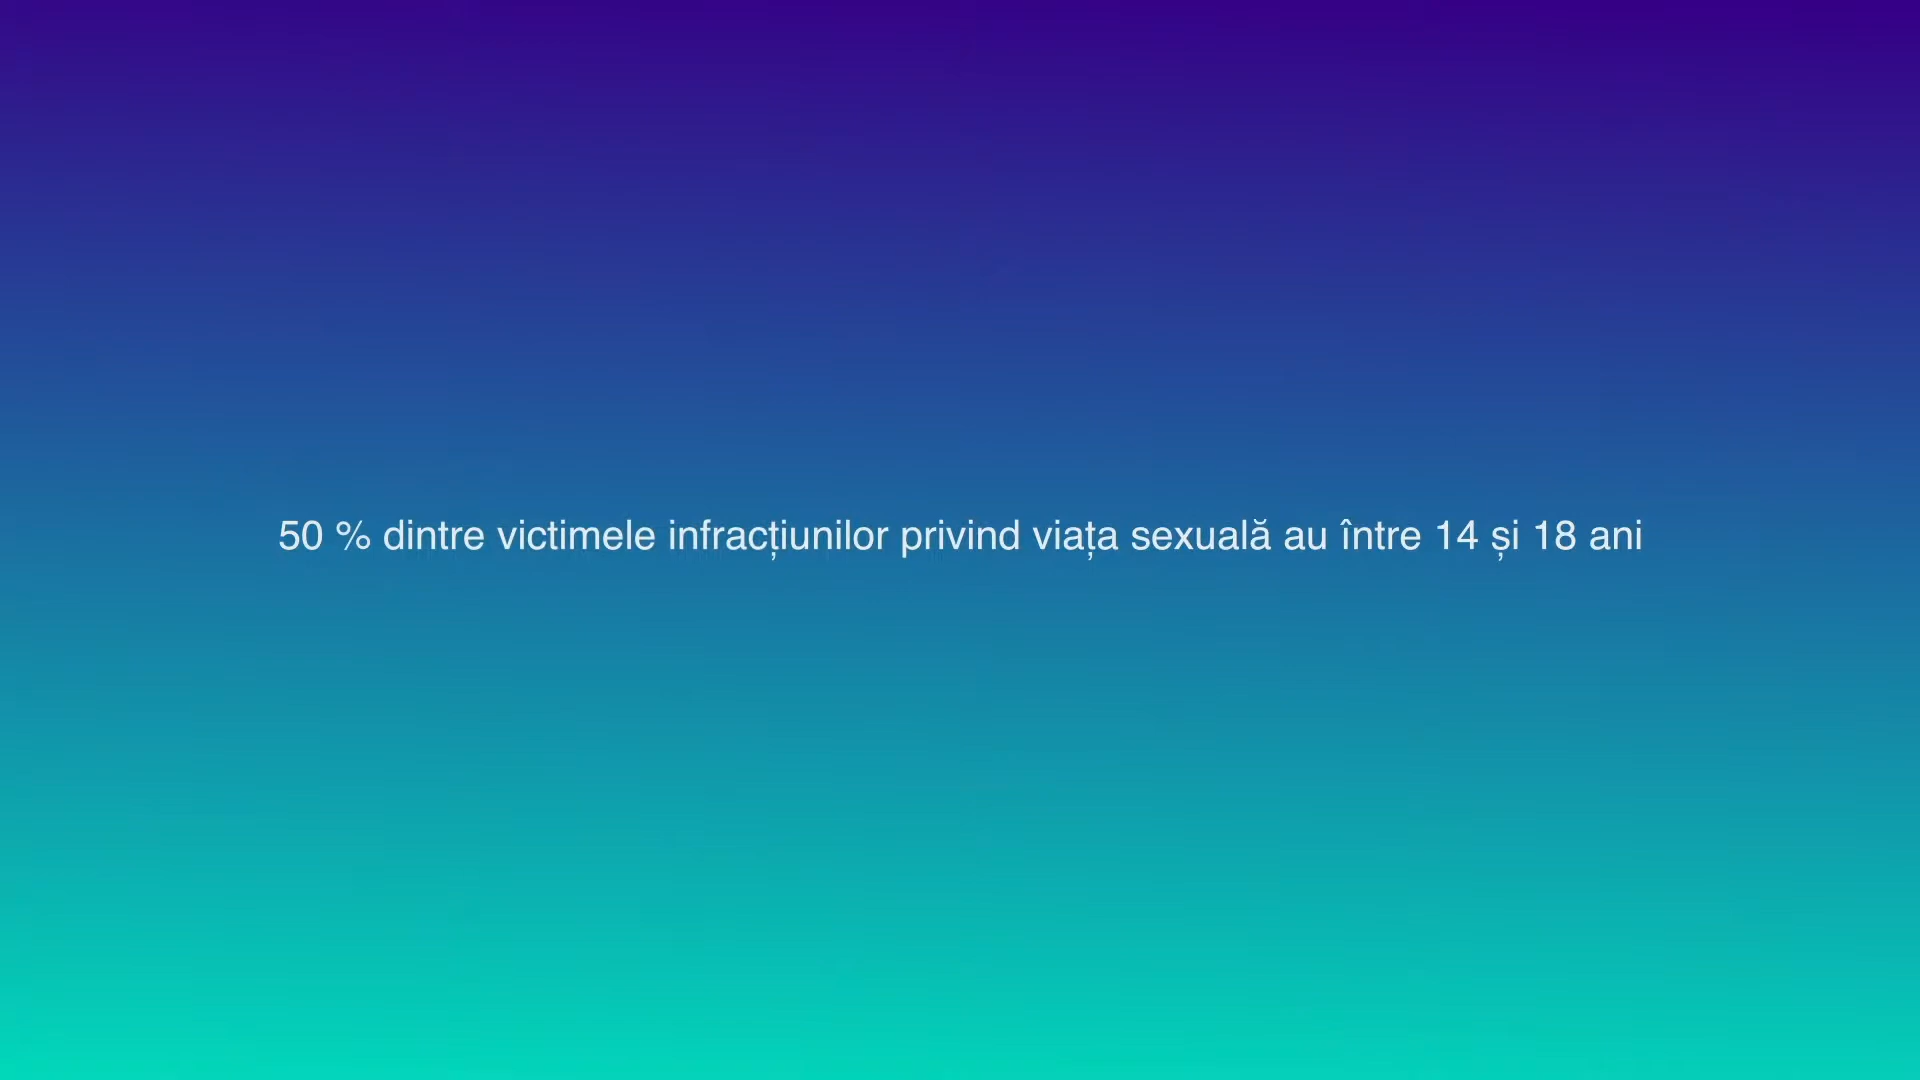 50 % dintre victimele infracțiunilor privind viața sexuală au între 14 și 18 ani